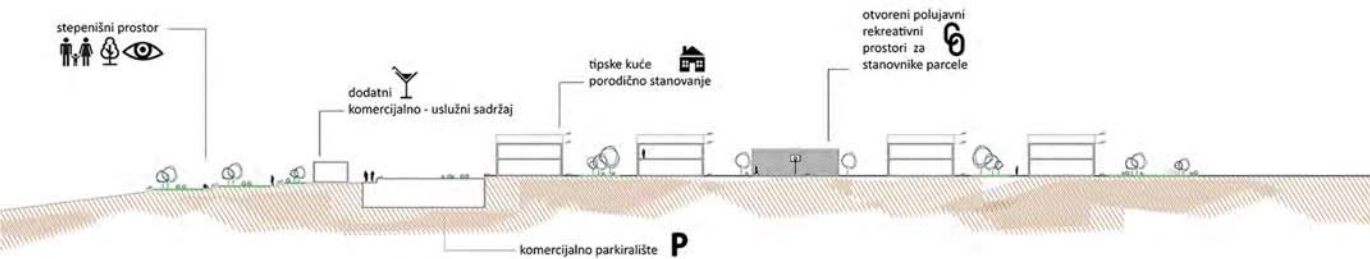 stepenišni prostor
dodatni
komercijalno - uslužni sadržaj
tipske kuće
porodično stanovanje
otvoreni polujavni
rekreativni
prostori za
stanovnike parcele
komercijalno parkiralište P